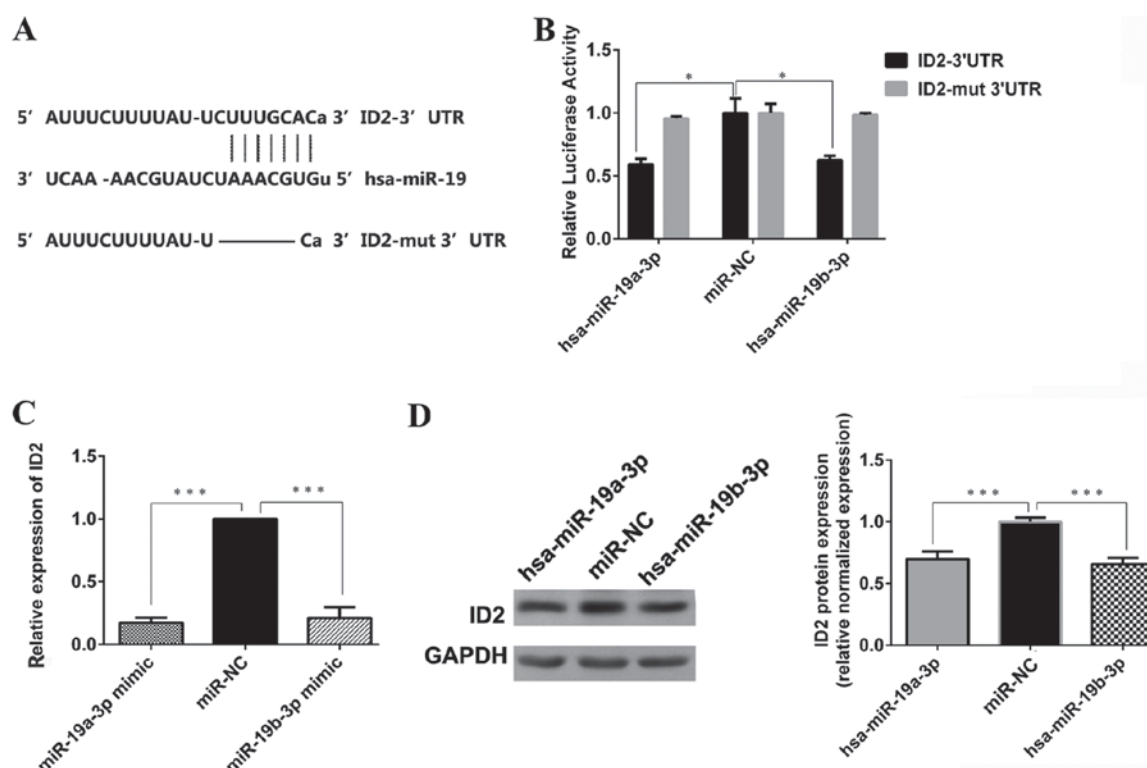 A
5′ AUUUCUUUUAU-UCUUUGCACa 3′ ID2-3′ UTR
3′ UCAA -AACGUAUCUAAACGUGu 5′ hsa-miR-19
5′ AUUUCUUUUAU-U ———— Ca 3′ ID2-mut 3′ UTR
B
Relative Luciferase Activity
1.5
1.0
0.5
0.0
*
*
ID2-3'UTR
ID2-mut 3'UTR
hsa-miR-19a-3p
miR-NC
hsa-miR-19b-3p
C
Relative expression of ID2
1.5
1.0
0.5
0.0
***
***
miR-19a-3p mimic
miR-NC
miR-19b-3p mimic
D
hsa-miR-19a-3p
miR-NC
hsa-miR-19b-3p
ID2
GAPDH
ID2 protein expression
(relative normalized expression)
1.5
1.0
0.5
0.0
***
***
hsa-miR-19a-3p
miR-NC
hsa-miR-19b-3p